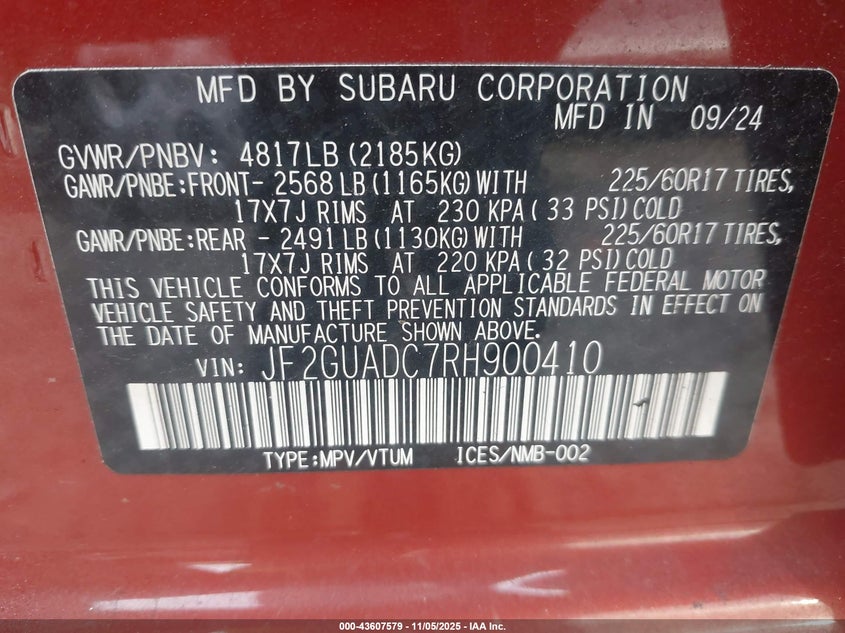 MFD BY SUBARU CORPORATION
MFD IN 09/24
GVWR/PNBV: 4817LB (2185KG)
GAWR/PNBE:FRONT- 2568 LB (1165KG) WITH 225/60R17 TIRES,
17X7J RIMS AT 230 KPA ( 33 PSI) COLD
GAWR/PNBE:REAR - 2491 LB (1130KG) WITH 225/60R17 TIRES,
17X7J RIMS AT 220 KPA ( 32 PSI) COLD
THIS VEHICLE CONFORMS TO ALL APPLICABLE FEDERAL MOTOR
VEHICLE SAFETY AND THEFT PREVENTION STANDARDS IN EFFECT ON
THE DATE OF MANUFACTURE SHOWN ABOVE.
VIN: JF2GUADC7RH900410
TYPE:MPV/VTUM ICES/NMB-002
000-43607579 - 11/05/2025 - IAA Inc.